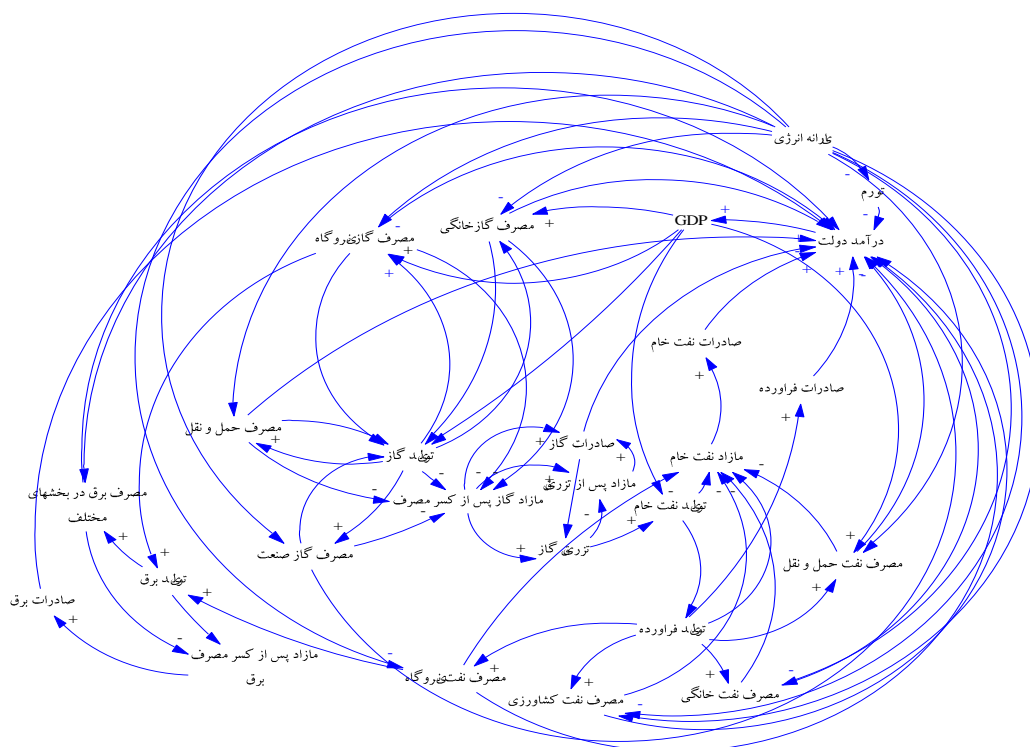 یارانه انرژی
تورم
GDP
درآمد دولت
مصرف گاز خانگی
مصرف گاز نیروگاه
صادرات نفت خام
صادرات فراورده
مصرف حمل و نقل
صادرات گاز
تولید گاز
مازاد نفت خام
مازاد پس از تزریق
مصرف برق در بخشهای
مختلف
مازاد گاز پس از کسر مصرف
تولید نفت خام
تزریق گاز
مصرف گاز صنعت
مصرف نفت حمل و نقل
تولید برق
صادرات برق
تولید فراورده
مازاد پس از کسر مصرف
برق
مصرف نفت نیروگاه
مصرف نفت کشاورزی
مصرف نفت خانگی